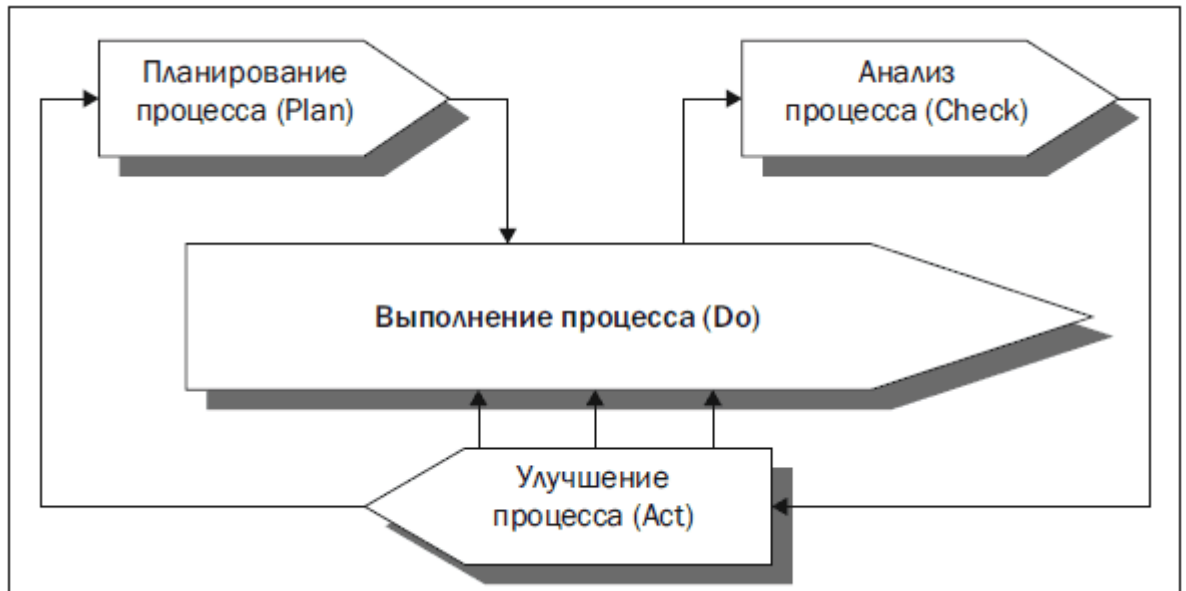 Планирование
процесса (Plan)
Анализ
процесса (Check)
Выполнение процесса (Do)
Улучшение
процесса (Act)